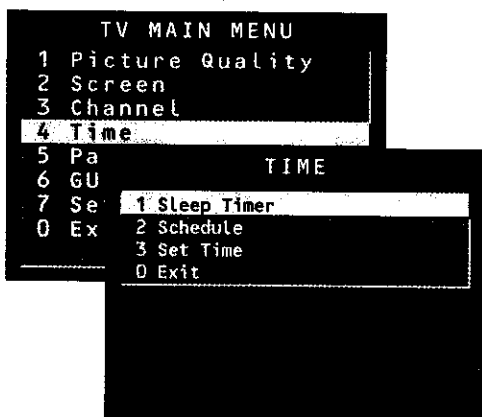 TV MAIN MENU
1 Picture Quality
2 Screen
3 Channel
4 Time
5 Pa
6 GU
7 Se
0 Ex
TIME
1 Sleep Timer
2 Schedule
3 Set Time
0 Exit